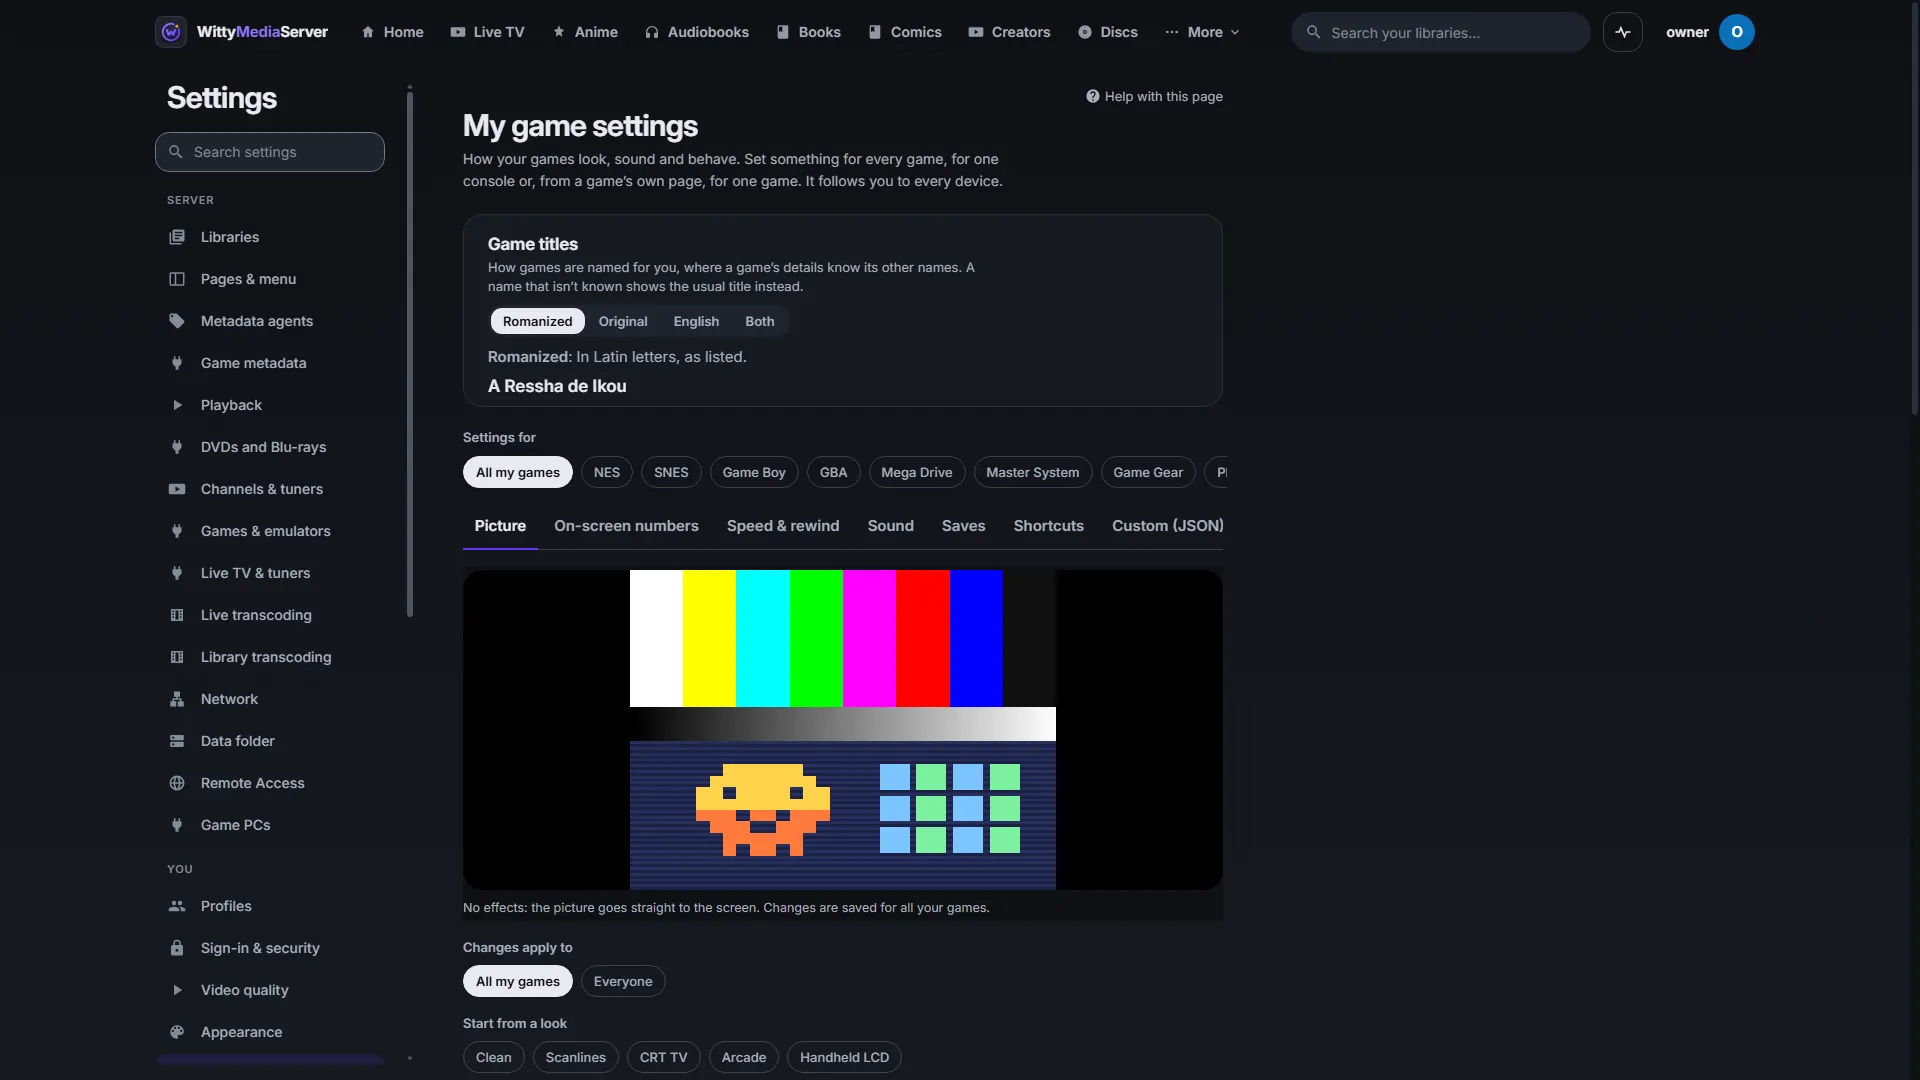 WittyMediaServer
Home
Live TV
Anime
Audiobooks
Books
Comics
Creators
Discs
More
Search your libraries...
owner
O
Settings
Search settings
SERVER
Libraries
Pages & menu
Metadata agents
Game metadata
Playback
DVDs and Blu-rays
Channels & tuners
Games & emulators
Live TV & tuners
Live transcoding
Library transcoding
Network
Data folder
Remote Access
Game PCs
YOU
Profiles
Sign-in & security
Video quality
Appearance
Help with this page
My game settings
How your games look, sound and behave. Set something for every game, for one
console or, from a game’s own page, for one game. It follows you to every device.
Game titles
How games are named for you, where a game’s details know its other names. A
name that isn’t known shows the usual title instead.
Romanized
Original
English
Both
Romanized: In Latin letters, as listed.
A Ressha de Ikou
Settings for
All my games
NES
SNES
Game Boy
GBA
Mega Drive
Master System
Game Gear
Picture
On-screen numbers
Speed & rewind
Sound
Saves
Shortcuts
Custom (JSON)
No effects: the picture goes straight to the screen. Changes are saved for all your games.
Changes apply to
All my games
Everyone
Start from a look
Clean
Scanlines
CRT TV
Arcade
Handheld LCD